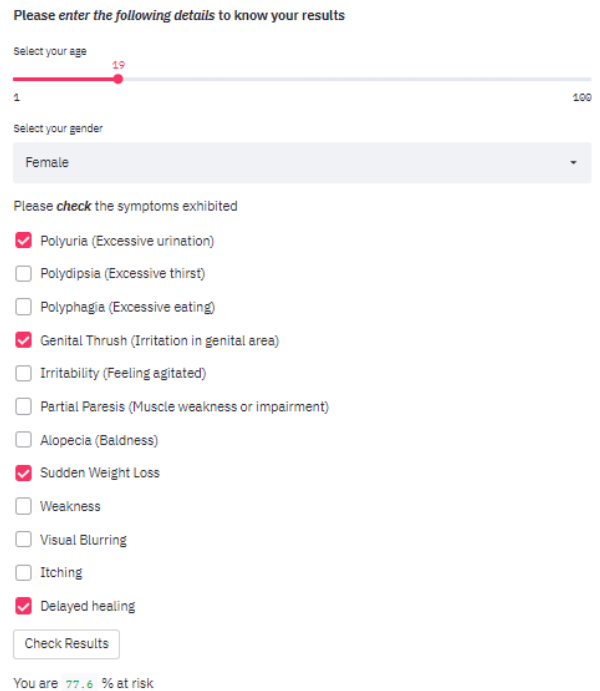 Please enter the following details to know your results
Select your age
19
1 100
Select your gender
Female
Please check the symptoms exhibited
Polyuria (Excessive urination)
Polydipsia (Excessive thirst)
Polyphagia (Excessive eating)
Genital Thrush (Irritation in genital area)
Irritability (Feeling agitated)
Partial Paresis (Muscle weakness or impairment)
Alopecia (Baldness)
Sudden Weight Loss
Weakness
Visual Blurring
Itching
Delayed healing
Check Results
You are 77.6 % at risk